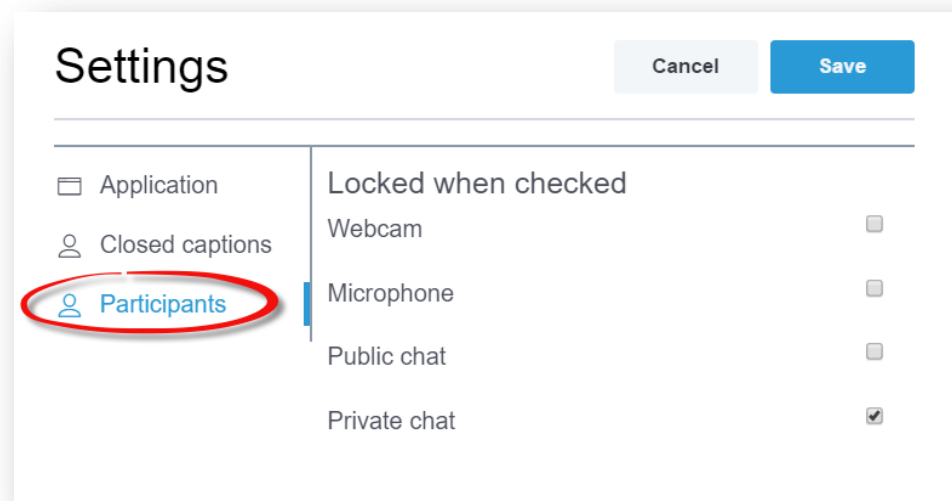 Settings
Cancel
Save
Application
Closed captions
Participants
Locked when checked
Webcam
Microphone
Public chat
Private chat